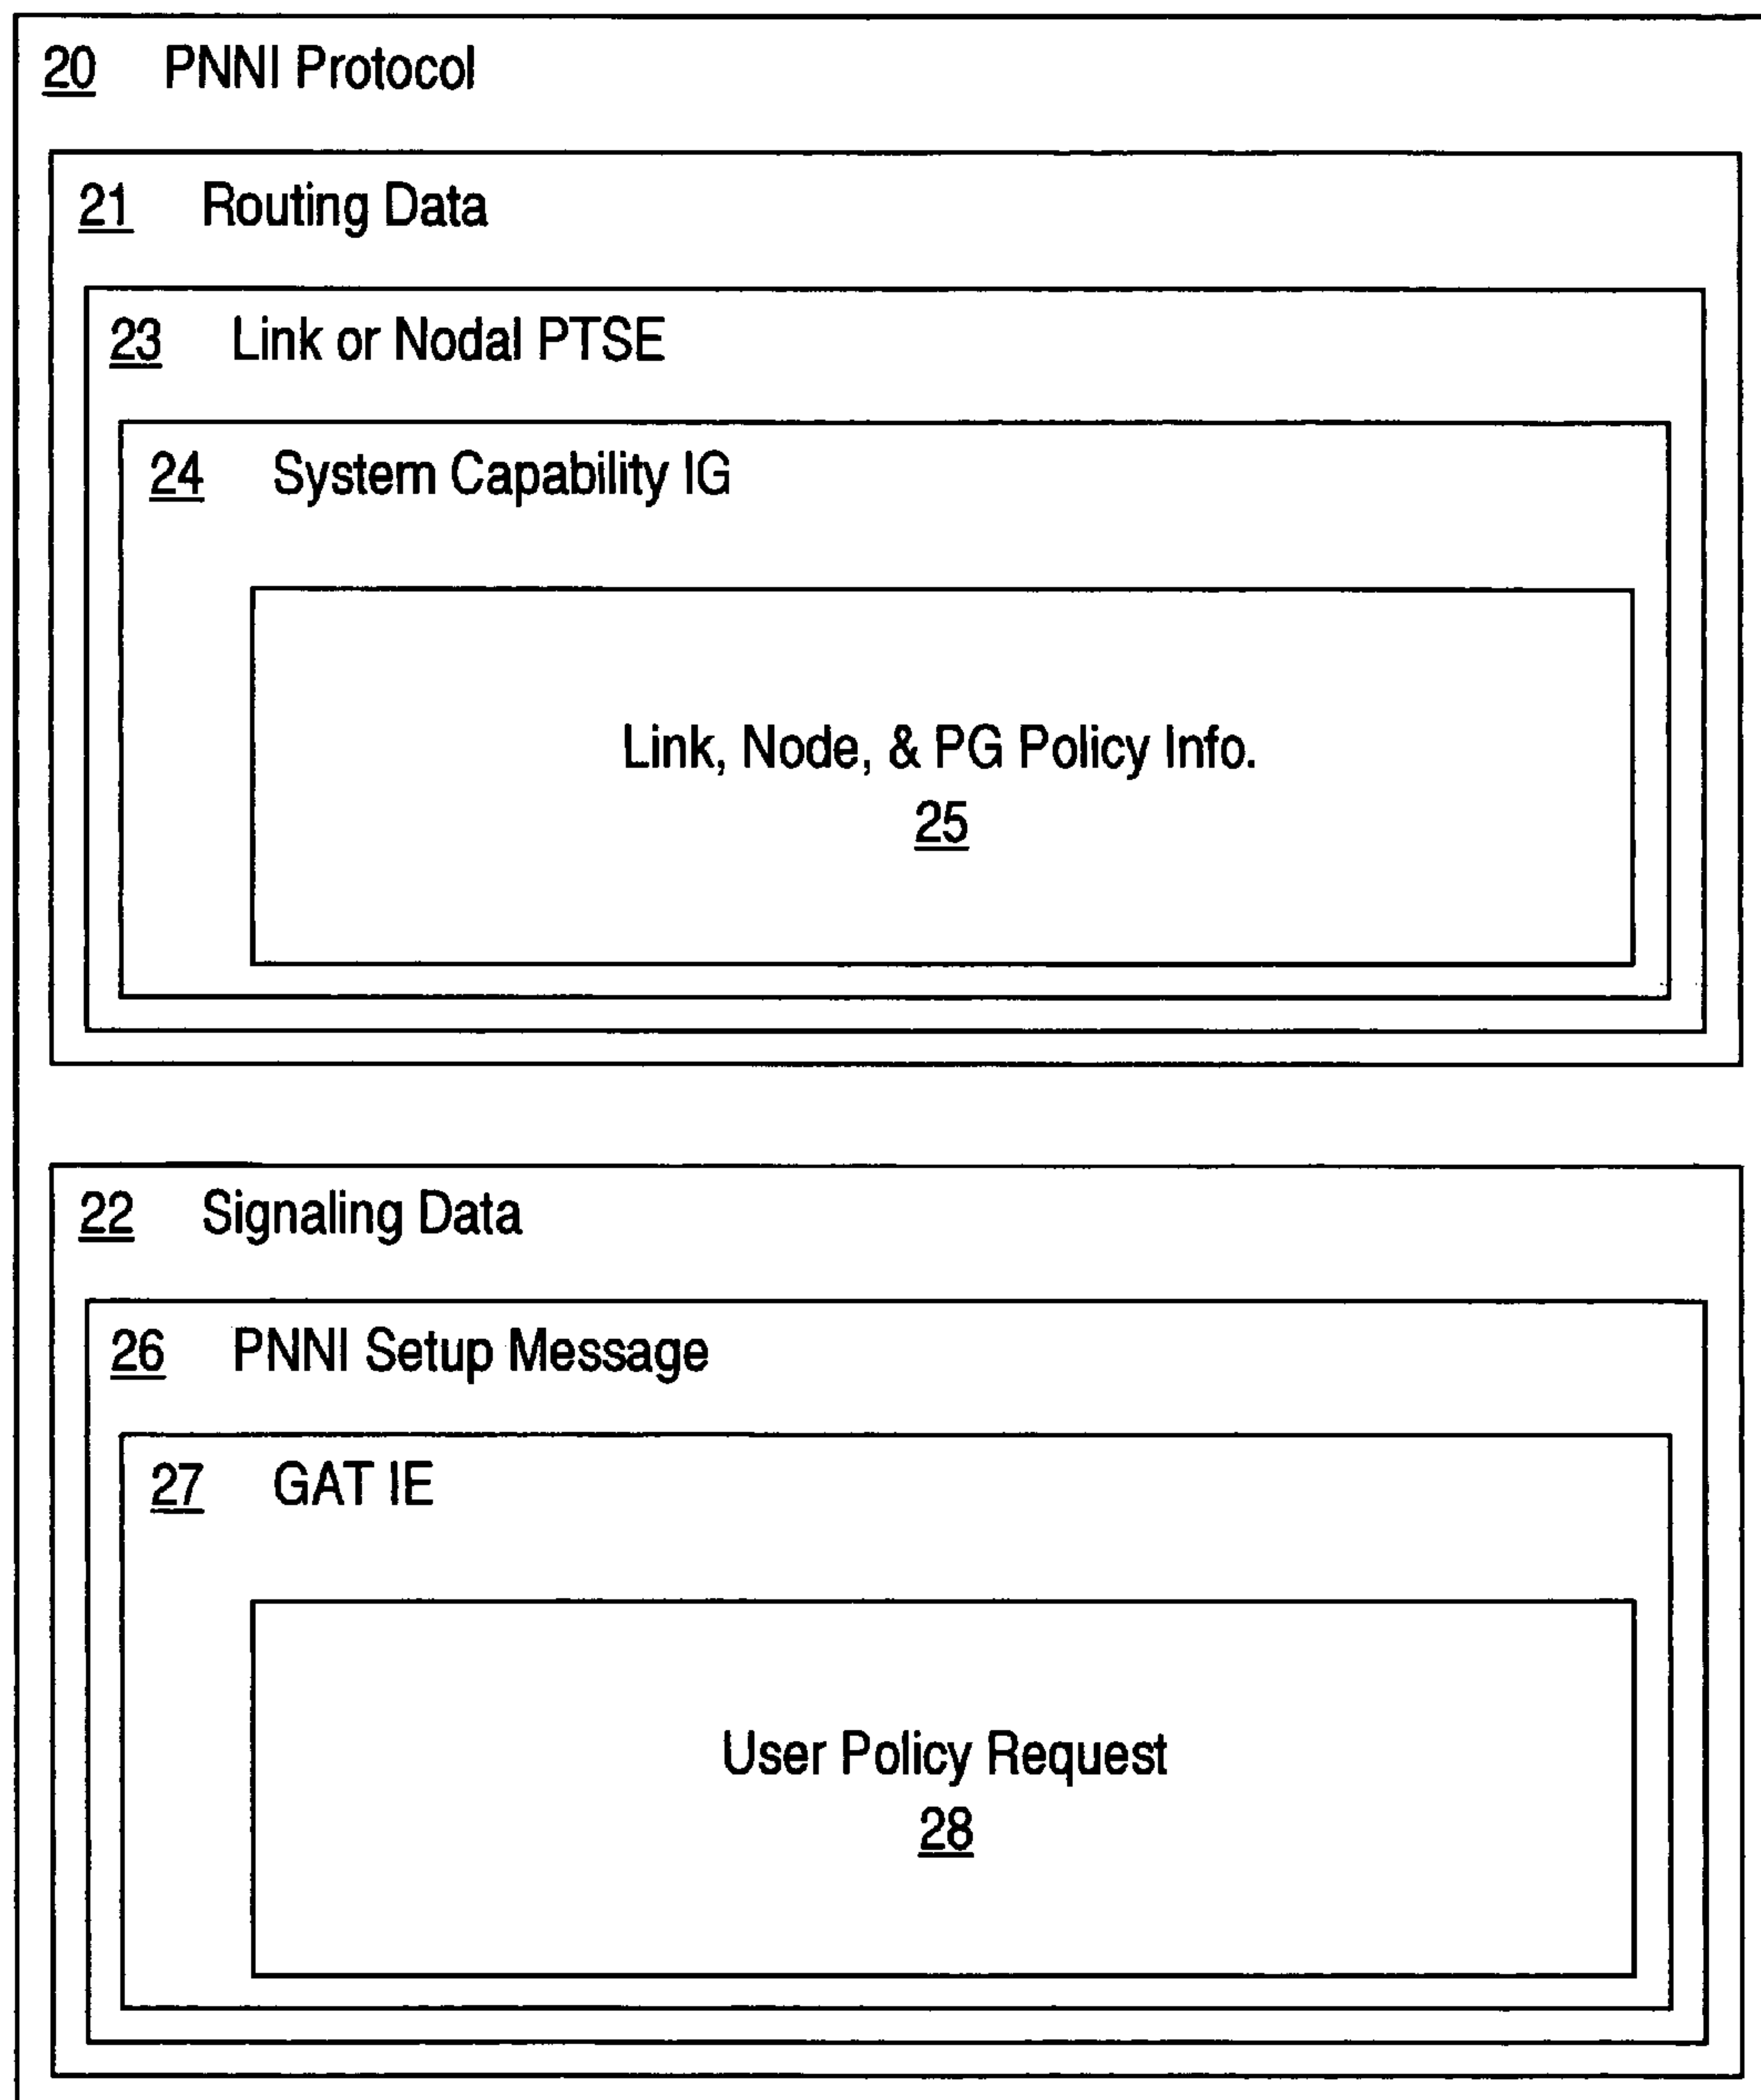 20 PNNI Protocol
21 Routing Data
23 Link or Nodal PTSE
24 System Capability IG
Link, Node, & PG Policy Info.
25
22 Signaling Data
26 PNNI Setup Message
27 GAT IE
User Policy Request
28